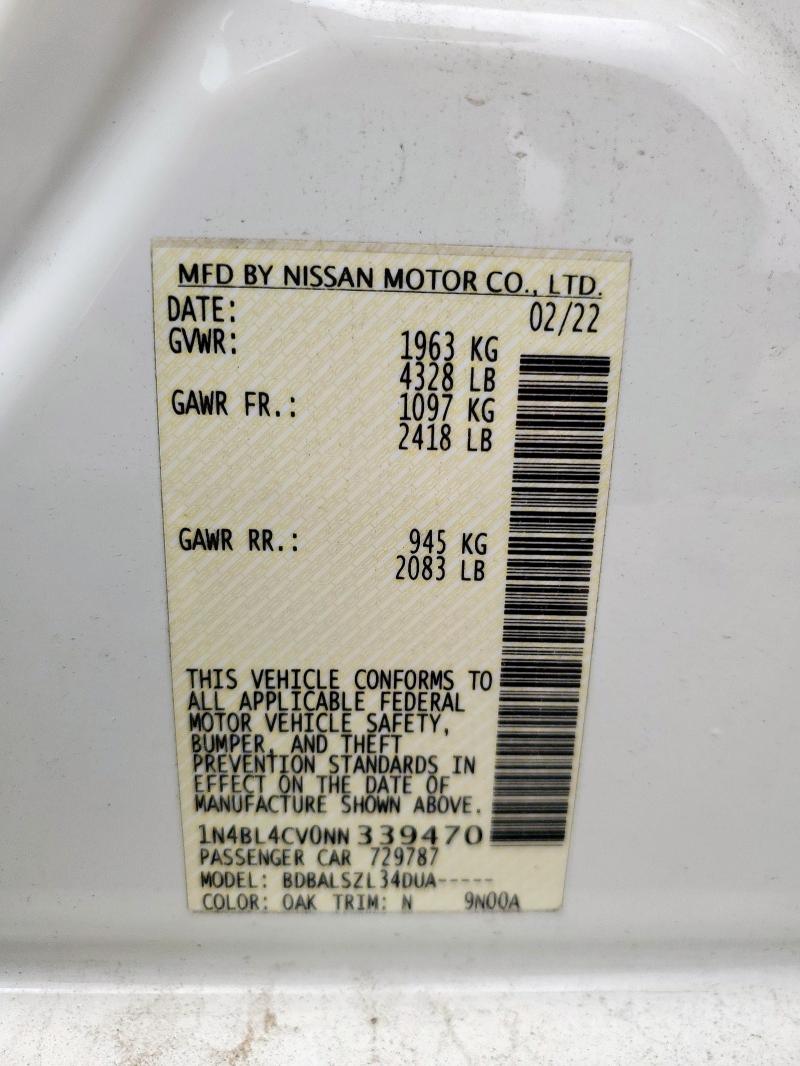 MFD BY NISSAN MOTOR CO., LTD.
DATE: 02/22
GVWR: 1963 KG
4328 LB
GAWR FR.: 1097 KG
2418 LB
GAWR RR.: 945 KG
2083 LB
THIS VEHICLE CONFORMS TO
ALL APPLICABLE FEDERAL
MOTOR VEHICLE SAFETY,
BUMPER, AND THEFT
PREVENTION STANDARDS IN
EFFECT ON THE DATE OF
MANUFACTURE SHOWN ABOVE.
1N4BL4CV0NN 339470
PASSENGER CAR 729787
MODEL: BDBALSZL34DUA-----
COLOR: OAK TRIM: N 9N00A